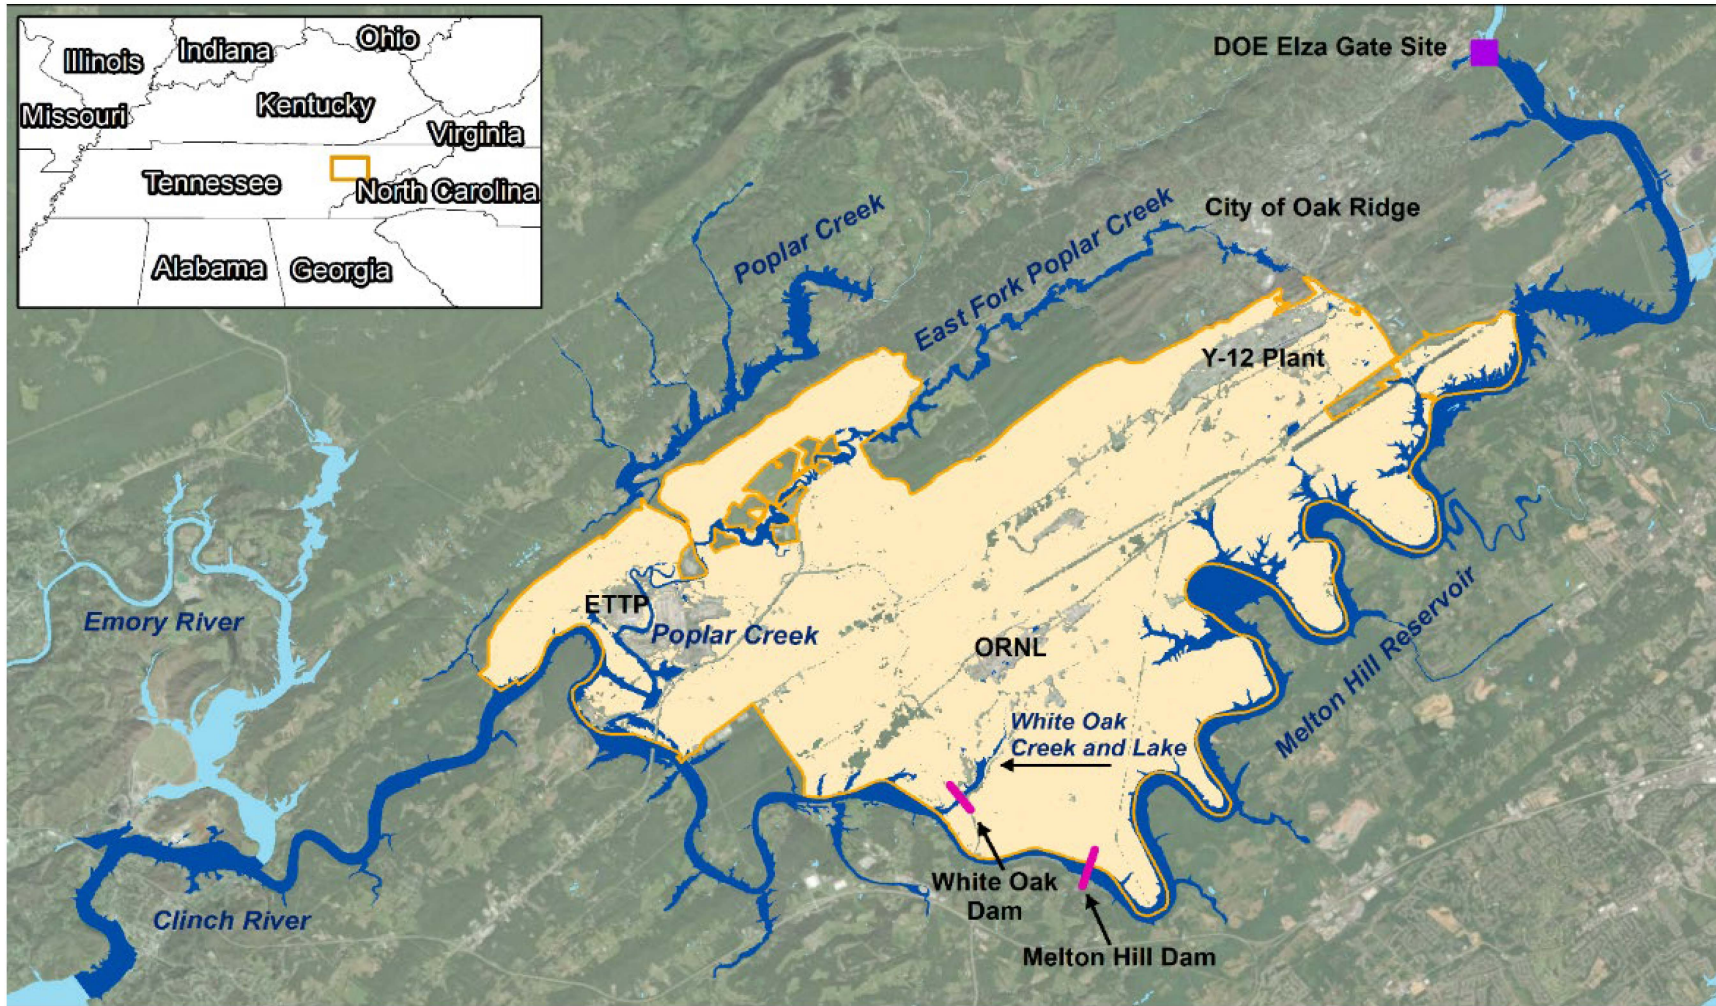 Illinois
Indiana
Ohio
Missouri
Kentucky
Virginia
Tennessee
North Carolina
Alabama
Georgia
DOE Elza Gate Site
City of Oak Ridge
Poplar Creek
East Fork Poplar Creek
Y-12 Plant
Emory River
ETTP
Poplar Creek
ORNL
Melton Hill Reservoir
White Oak
Creek and Lake
White Oak
Dam
Melton Hill Dam
Clinch River